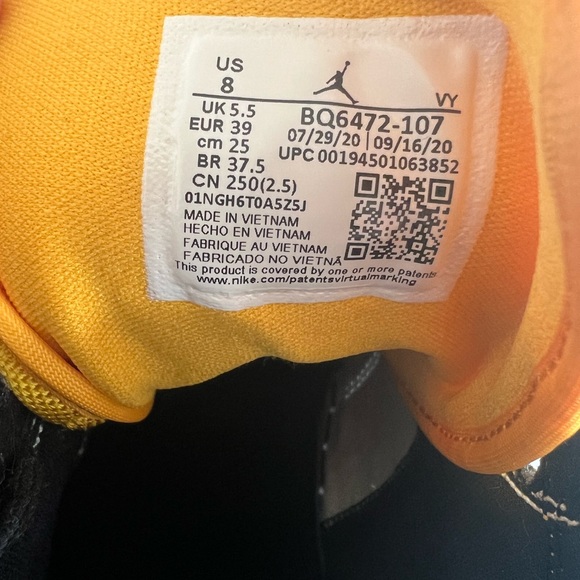 US
8
VY
UK 5.5
EUR 39
cm 25
BR 37.5
CN 250(2.5)
BQ6472-107
07/29/20 | 09/16/20
UPC 00194501063852
01NGH6T0A5Z5J
MADE IN VIETNAM
HECHO EN VIETNAM
FABRIQUE AU VIETNAM
FABRICADO NO VIETNÃ
This product is covered by one or more patents
www.nike.com/patentsvirtualmarking